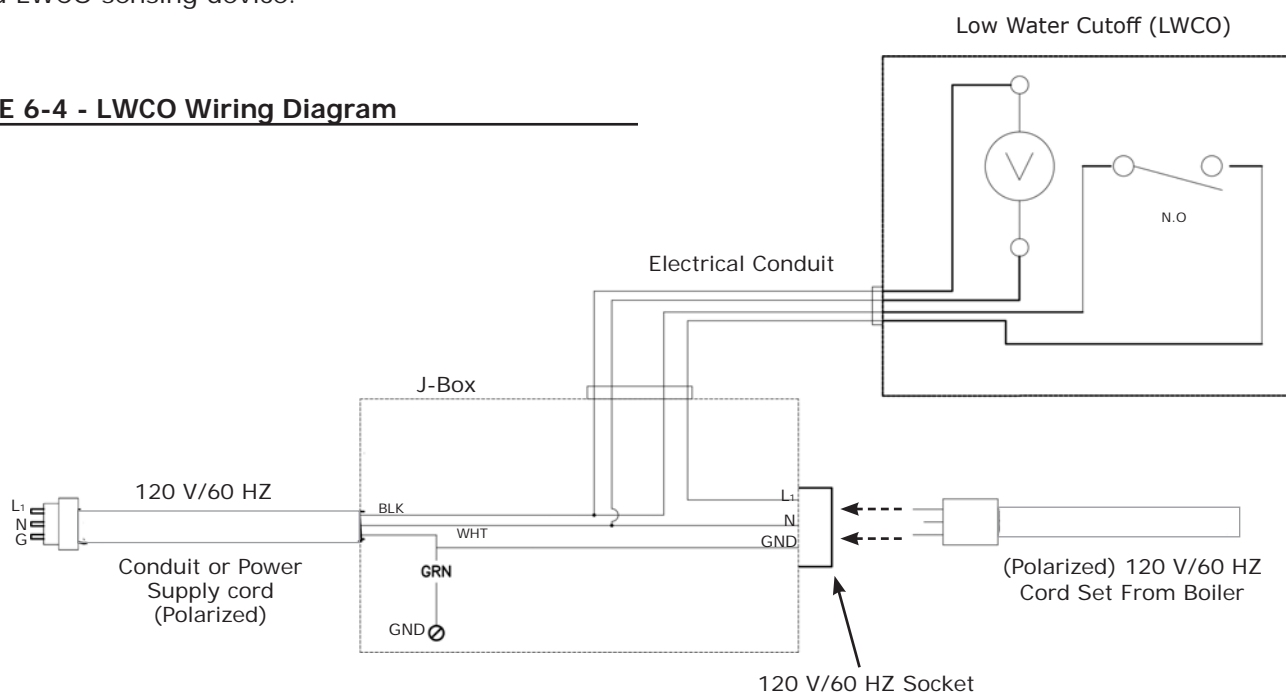 LWCO sensing device.
Low Water Cutoff (LWCO)
E 6-4 - LWCO Wiring Diagram
V
N.O
Electrical Conduit
J-Box
120 V/60 HZ
L1
N
G
BLK
WHT
GRN
GND
L1
N
GND
Conduit or Power
Supply cord
(Polarized)
(Polarized) 120 V/60 HZ
Cord Set From Boiler
120 V/60 HZ Socket